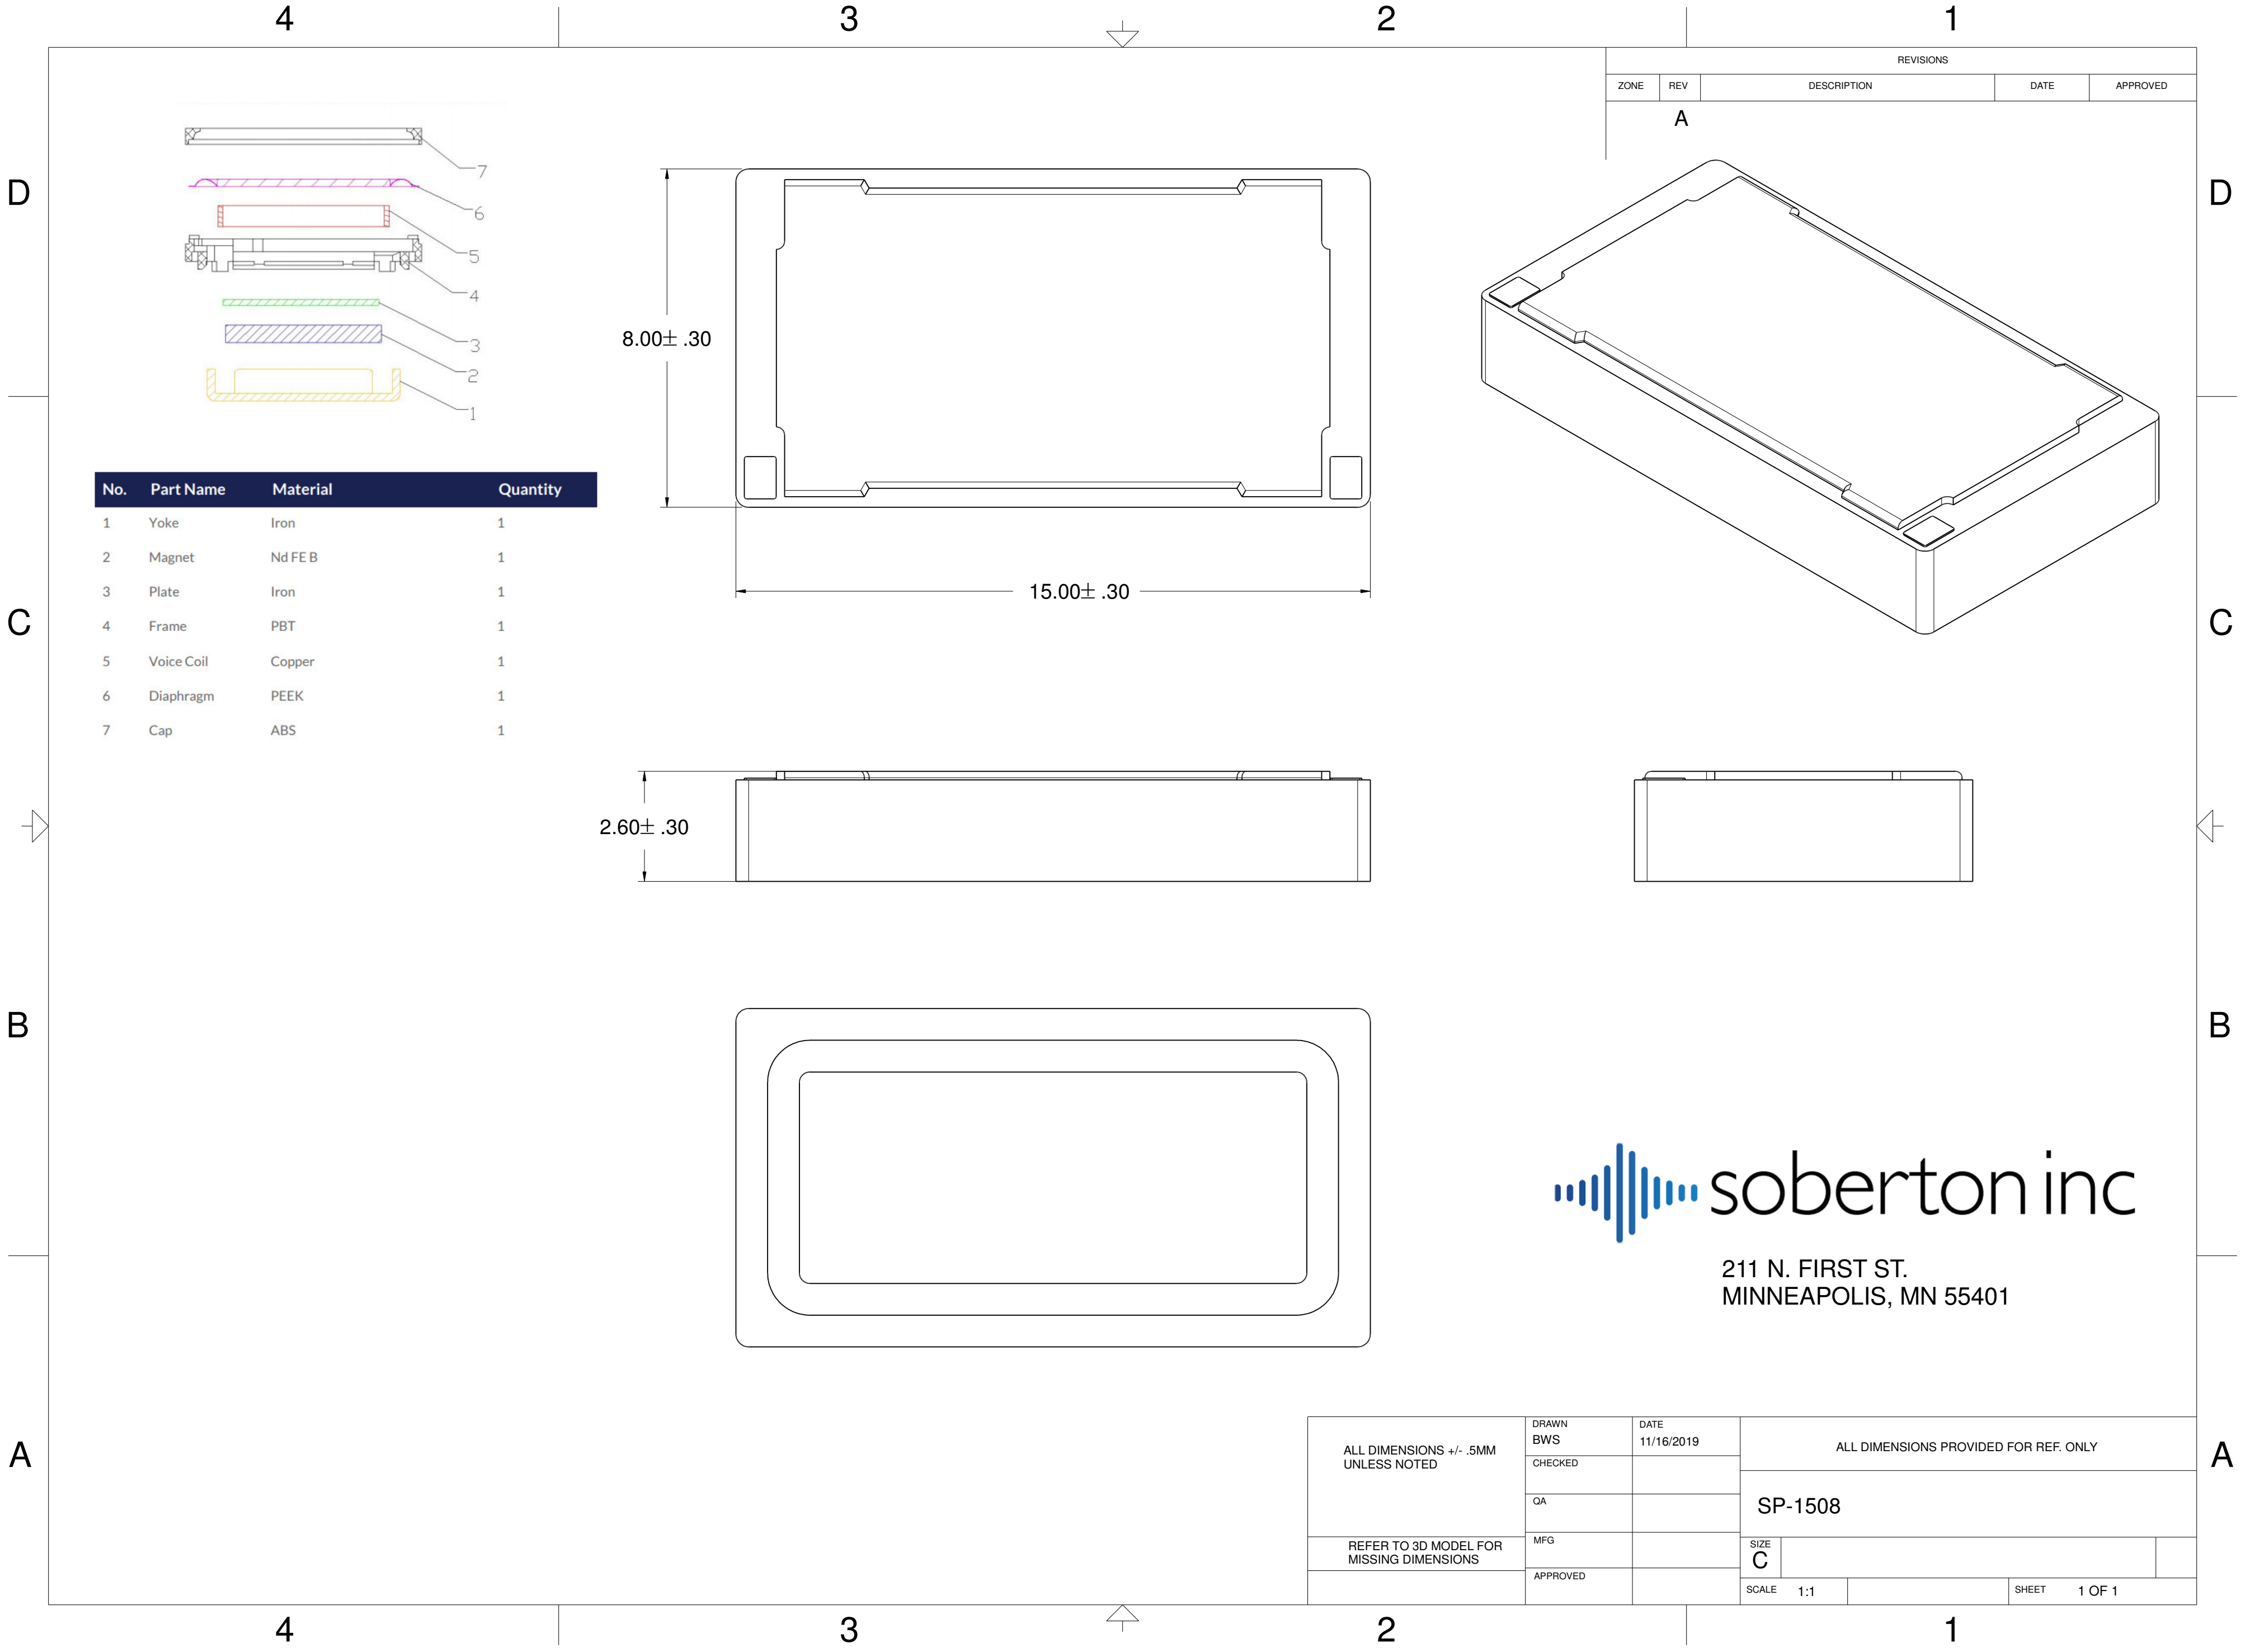 4 3 2 1
REVISIONS
ZONE REV DESCRIPTION DATE APPROVED
A
D D
7
6
5
4
3
2
1
8.00± .30
15.00± .30
No. Part Name Material Quantity
1 Yoke Iron 1
2 Magnet Nd FE B 1
3 Plate Iron 1
4 Frame PBT 1
5 Voice Coil Copper 1
6 Diaphragm PEEK 1
7 Cap ABS 1
C C
2.60± .30
B B
soberton inc
211 N. FIRST ST.
MINNEAPOLIS, MN 55401
A A
ALL DIMENSIONS +/- .5MM
UNLESS NOTED
REFER TO 3D MODEL FOR
MISSING DIMENSIONS
DRAWN
BWS
DATE
11/16/2019
CHECKED
QA
MFG
APPROVED
ALL DIMENSIONS PROVIDED FOR REF. ONLY
SP-1508
SIZE
C
SCALE 1:1
SHEET 1 OF 1
4 3 2 1